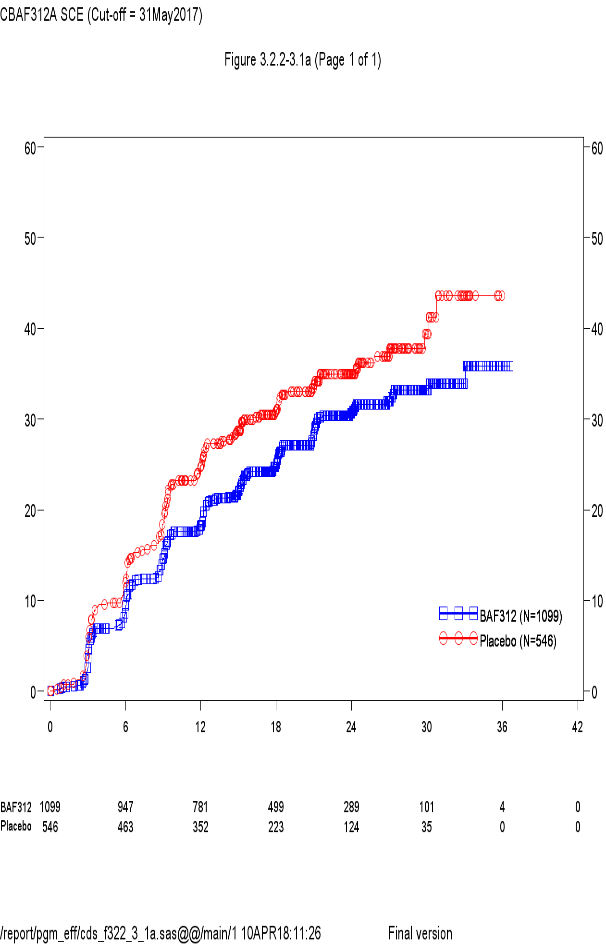 CBAF312A SCE (Cut-off = 31May2017)
Figure 3.2.2-3.1a (Page 1 of 1)
60 60
50 50
40 40
30 30
20 20
10 10
BAF312 (N=1099)
Placebo (N=546)
0 0
0 6 12 18 24 30 36 42
BAF312 1099 947 781 499 289 101 4 0
Placebo 546 463 352 223 124 35 0 0
/report/pgm_eff/cds_f322_3_1a.sas@@/main/1 10APR18:11:26 Final version